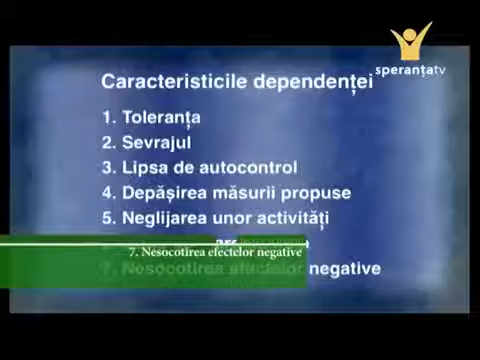 speranțatv
Caracteristicile dependenței
1. Toleranța
2. Sevrajul
3. Lipsa de autocontrol
4. Depășirea măsurii propuse
5. Neglijarea unor activități
7. Nesocotirea efectelor negative
7. Nesocotirea efectelor negative